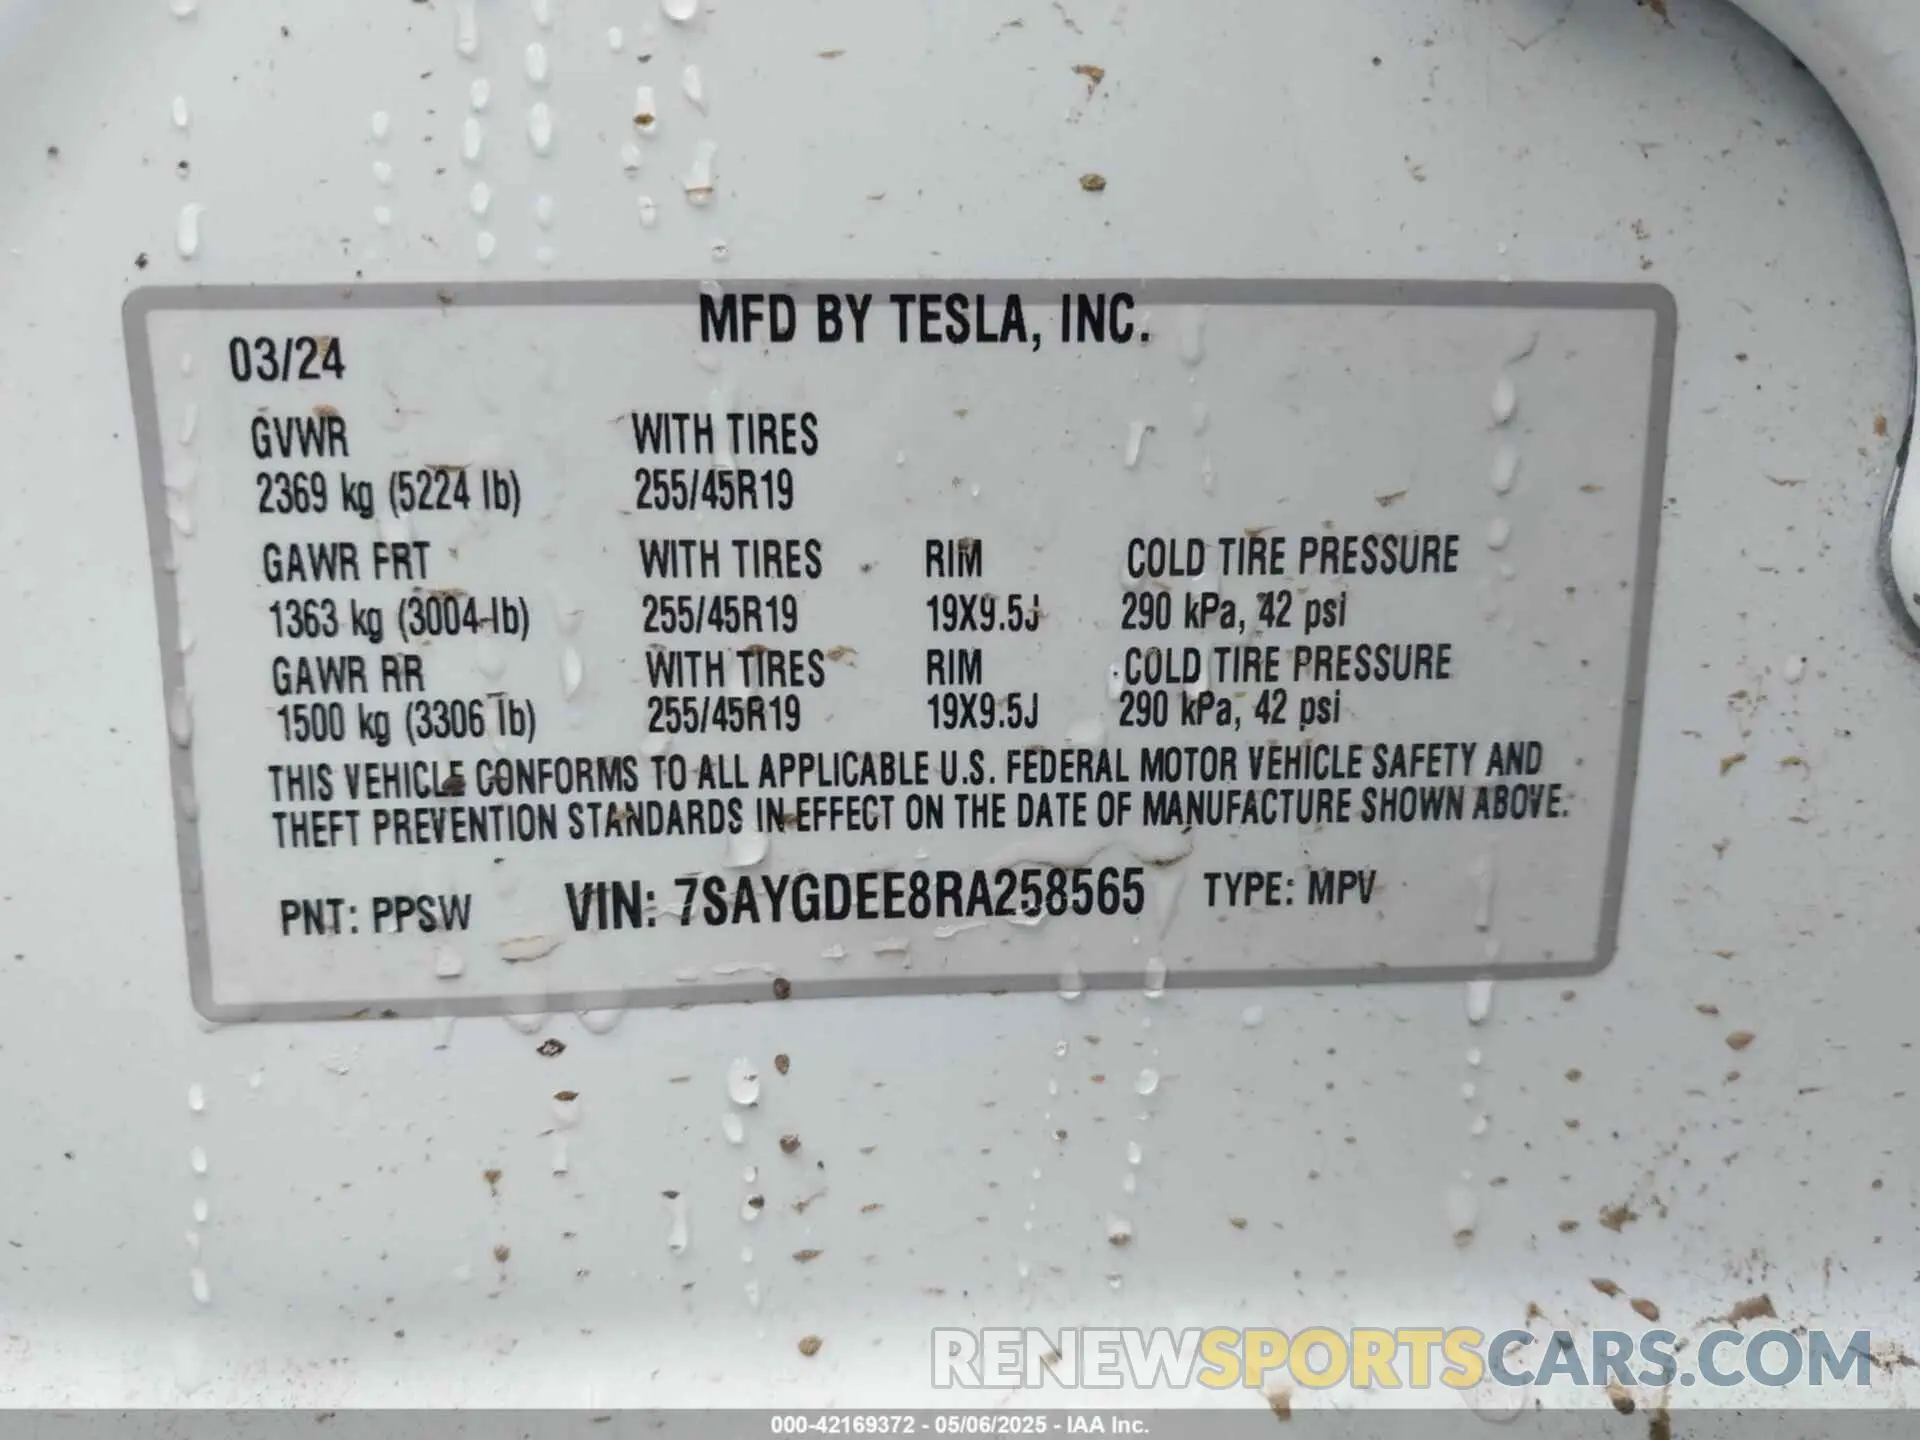 MFD BY TESLA, INC.
03/24
GVWR WITH TIRES
2369 kg (5224 lb) 255/45R19
GAWR FRT WITH TIRES RIM COLD TIRE PRESSURE
1363 kg (3004 lb) 255/45R19 19X9.5J 290 kPa, 42 psi
GAWR RR WITH TIRES RIM COLD TIRE PRESSURE
1500 kg (3306 lb) 255/45R19 19X9.5J 290 kPa, 42 psi
THIS VEHICLE CONFORMS TO ALL APPLICABLE U.S. FEDERAL MOTOR VEHICLE SAFETY AND
THEFT PREVENTION STANDARDS IN EFFECT ON THE DATE OF MANUFACTURE SHOWN ABOVE.
PNT: PPSW VIN: 7SAYGDEE8RA258565 TYPE: MPV
RENEWSPORTSCARS.COM
000-42169372 - 05/06/2025 - IAA Inc.